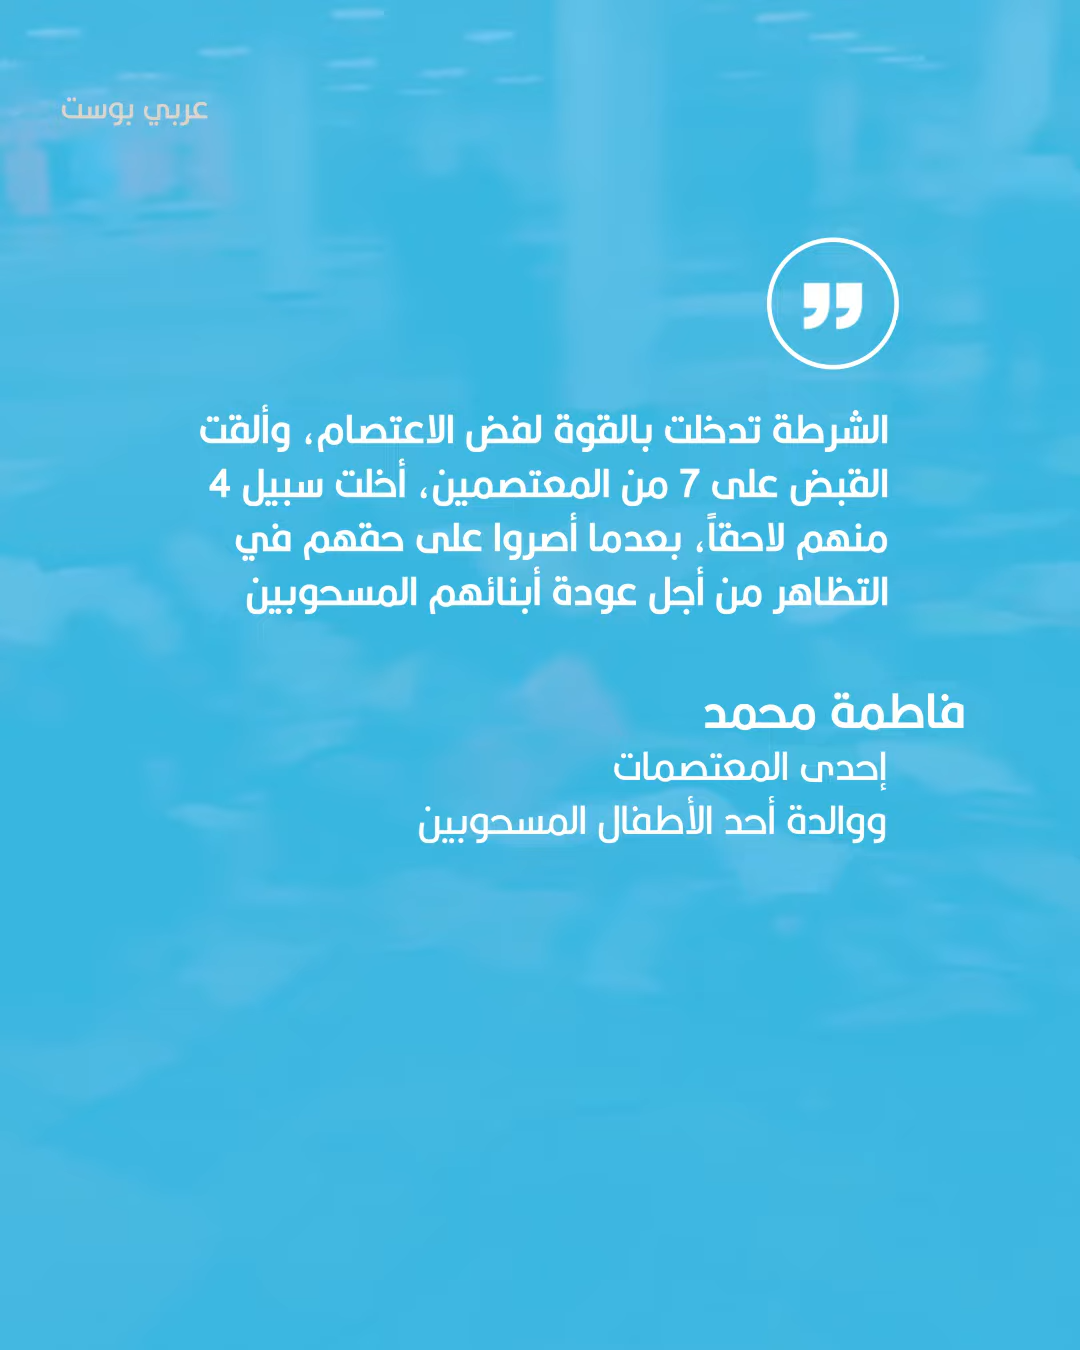 عربي بوست
الشرطة تدخلت بالقوة لفض الاعتصام، وألقت
القبض على 7 من المعتصمين، أخلت سبيل 4
منهم لاحقاً، بعدما أصروا على حقهم في
التظاهر من أجل عودة أبنائهم المسحوبين
فاطمة محمد
إحدى المعتصمات
ووالدة أحد الأطفال المسحوبين